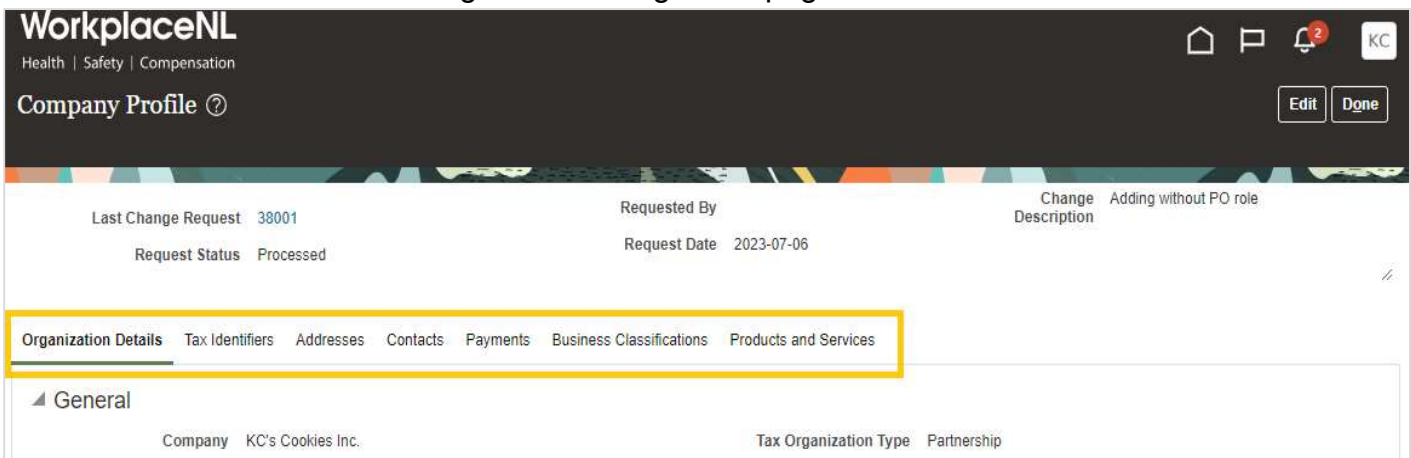 WorkplaceNL
Health | Safety | Compensation
2
KC
Company Profile ?
Edit Done
Last Change Request 38001 Requested By Change Description Adding without PO role
Request Status Processed Request Date 2023-07-06
Organization Details Tax Identifiers Addresses Contacts Payments Business Classifications Products and Services
General
Company KC's Cookies Inc. Tax Organization Type Partnership